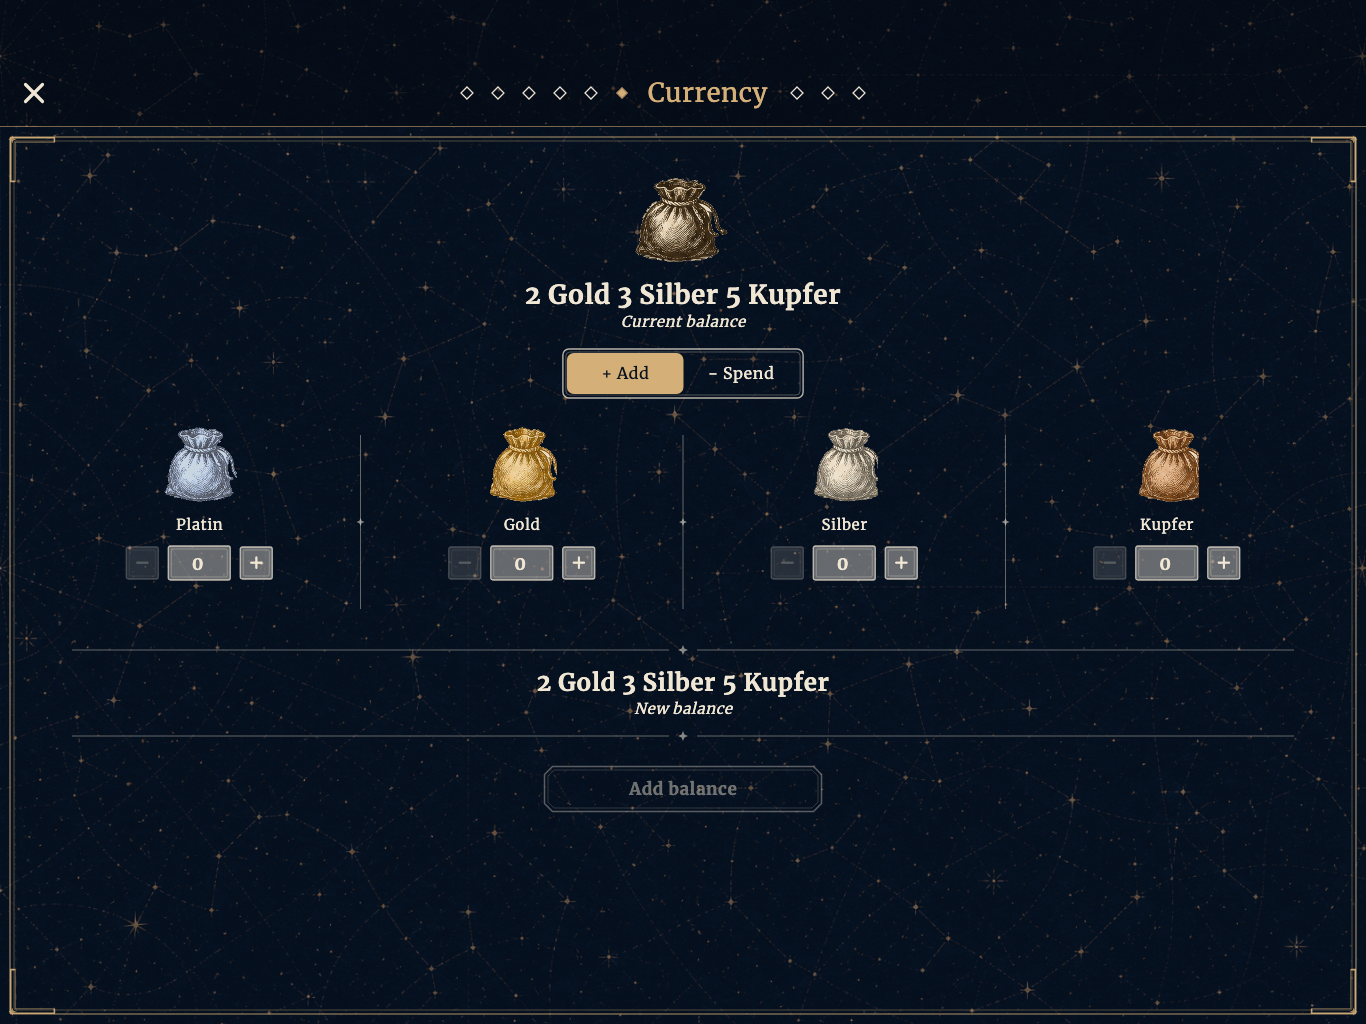 Currency
2 Gold 3 Silber 5 Kupfer
Current balance
+ Add
− Spend
Platin
Gold
Silber
Kupfer
− 0 +
− 0 +
− 0 +
− 0 +
2 Gold 3 Silber 5 Kupfer
New balance
Add balance